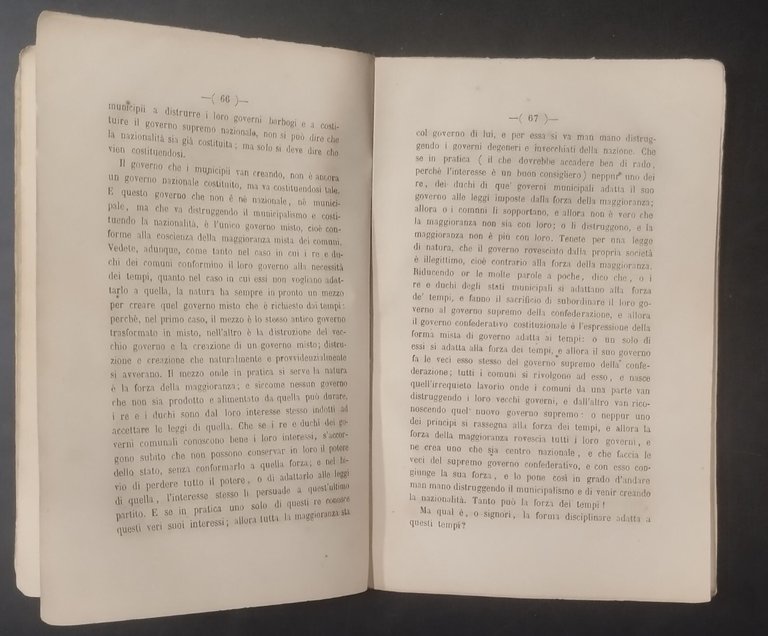 —( 66 )—
municipii a distrurre i loro governi barbogi e a costi-
tuire il governo supremo nazionale, non si può dire che
la nazionalità sia già costituita; ma solo si deve dire che
vien costituendosi.
Il governo che i municipii van creando, non è ancora
un governo nazionale costituito, ma va costituendosi tale.
E questo governo che non è nè nazionale, nè munici-
pale, ma che va distruggendo il municipalismo e costi-
tuendo la nazionalità, è l'unico governo misto, cioè con-
forme alla coscienza della maggioranza mista dei comuni.
Vedete, adunque, come tanto nel caso in cui i re e du-
chi dei comuni conformino il loro governo alla necessità
dei tempi, quanto nel caso in cui essi non vogliano adat-
tarlo a quella, la natura ha sempre in pronto un mezzo
per creare quel governo misto che è richiesto dai tempi:
perchè, nel primo caso, il mezzo è lo stesso antico governo
trasformato in misto, nell'altro è la distruzione del vec-
chio governo e la creazione di un governo misto; distru-
zione e creazione che naturalmente e provvidenzialmente
si avverano. Il mezzo onde in pratica si serve la natura
è la forza della maggioranza; e siccome nessun governo
che non sia prodotto e alimentato da quella può durare,
i re e i duchi sono dal loro interesse stesso indotti ad
accettare le leggi di quella. Che se i re e duchi dei go-
verni comunali conoscono bene i loro interessi, s'accor-
gono subito che non possono conservar in loro il potere
dello stato, senza conformarlo a quella forza; e nel bi-
vio di perdere tutto il potere, o di adattarlo alle leggi
di quella, l'interesse stesso li persuade a quest'ultimo
partito. E se in pratica uno solo di questi re conosce
questi veri suoi interessi; allora tutta la maggioranza sta
—( 67 )—
col governo di lui, e per essa si va man mano distrug-
gendo i governi degeneri e invecchiati della nazione. Che
se in pratica ( il che dovrebbe accader ben di rado,
perchè l'interesse è un buon consigliero) neppur uno dei
re, dei duchi di que' governi municipali adatta il suo
governo alle leggi imposte dalla forza della maggioranza;
allora o i comuni li sopportano, e allora non è vero che
la maggioranza non sia con loro; o li distruggono, e la
maggioranza non è più con loro. Tenete per una legge
di natura, che il governo rovesciato dalla propria società
è illegittimo, cioè contrario alla forza della maggioranza.
Riducendo or le molte parole a poche, dico che, o i
re e duchi degli stati municipali si adattano alla forza
de' tempi, e fanno il sacrificio di subordinare il loro go-
verno al governo supremo della confederazione, e allora
il governo confederativo costituzionale è l'espressione della
forma mista di governo adatta ai tempi: o un solo di
essi si adatta alla forza dei tempi, e allora il suo governo
fa le veci esso stesso del governo supremo della confe-
derazione; tutti i comuni si rivolgono ad esso, e nasce
quell'irrequieto lavorio onde i comuni da una parte van
distruggendo i loro vecchi governi, e dall'altro van rico-
noscendo quel nuovo governo supremo: o neppur uno
dei principi si rassegna alla forza dei tempi, e allora la
forza della maggioranza rovescia tutti i loro governi, e
ne crea uno che sia centro nazionale, e che faccia le
veci del supremo governo confederativo, e con esso con-
giunge la sua forza, e lo pone così in grado d'andare
man mano distruggendo il municipalismo e di venir creando
la nazionalità. Tanto può la forza dei tempi!
Ma qual è, o signori, la forma disciplinare adatta a
questi tempi?